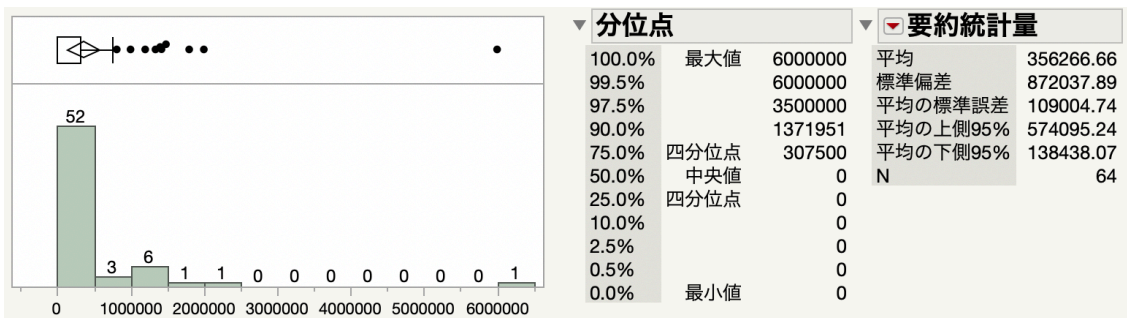 52
3
6
1
1
0
0
0
0
0
0
0
1
0 1000000 2000000 3000000 4000000 5000000 6000000
分位点
100.0% 最大値 6000000
99.5% 6000000
97.5% 3500000
90.0% 1371951
75.0% 四分位点 307500
50.0% 中央値 0
25.0% 四分位点 0
10.0% 0
2.5% 0
0.5% 0
0.0% 最小値 0
要約統計量
平均 356266.66
標準偏差 872037.89
平均の標準誤差 109004.74
平均の上側95% 574095.24
平均の下側95% 138438.07
N 64